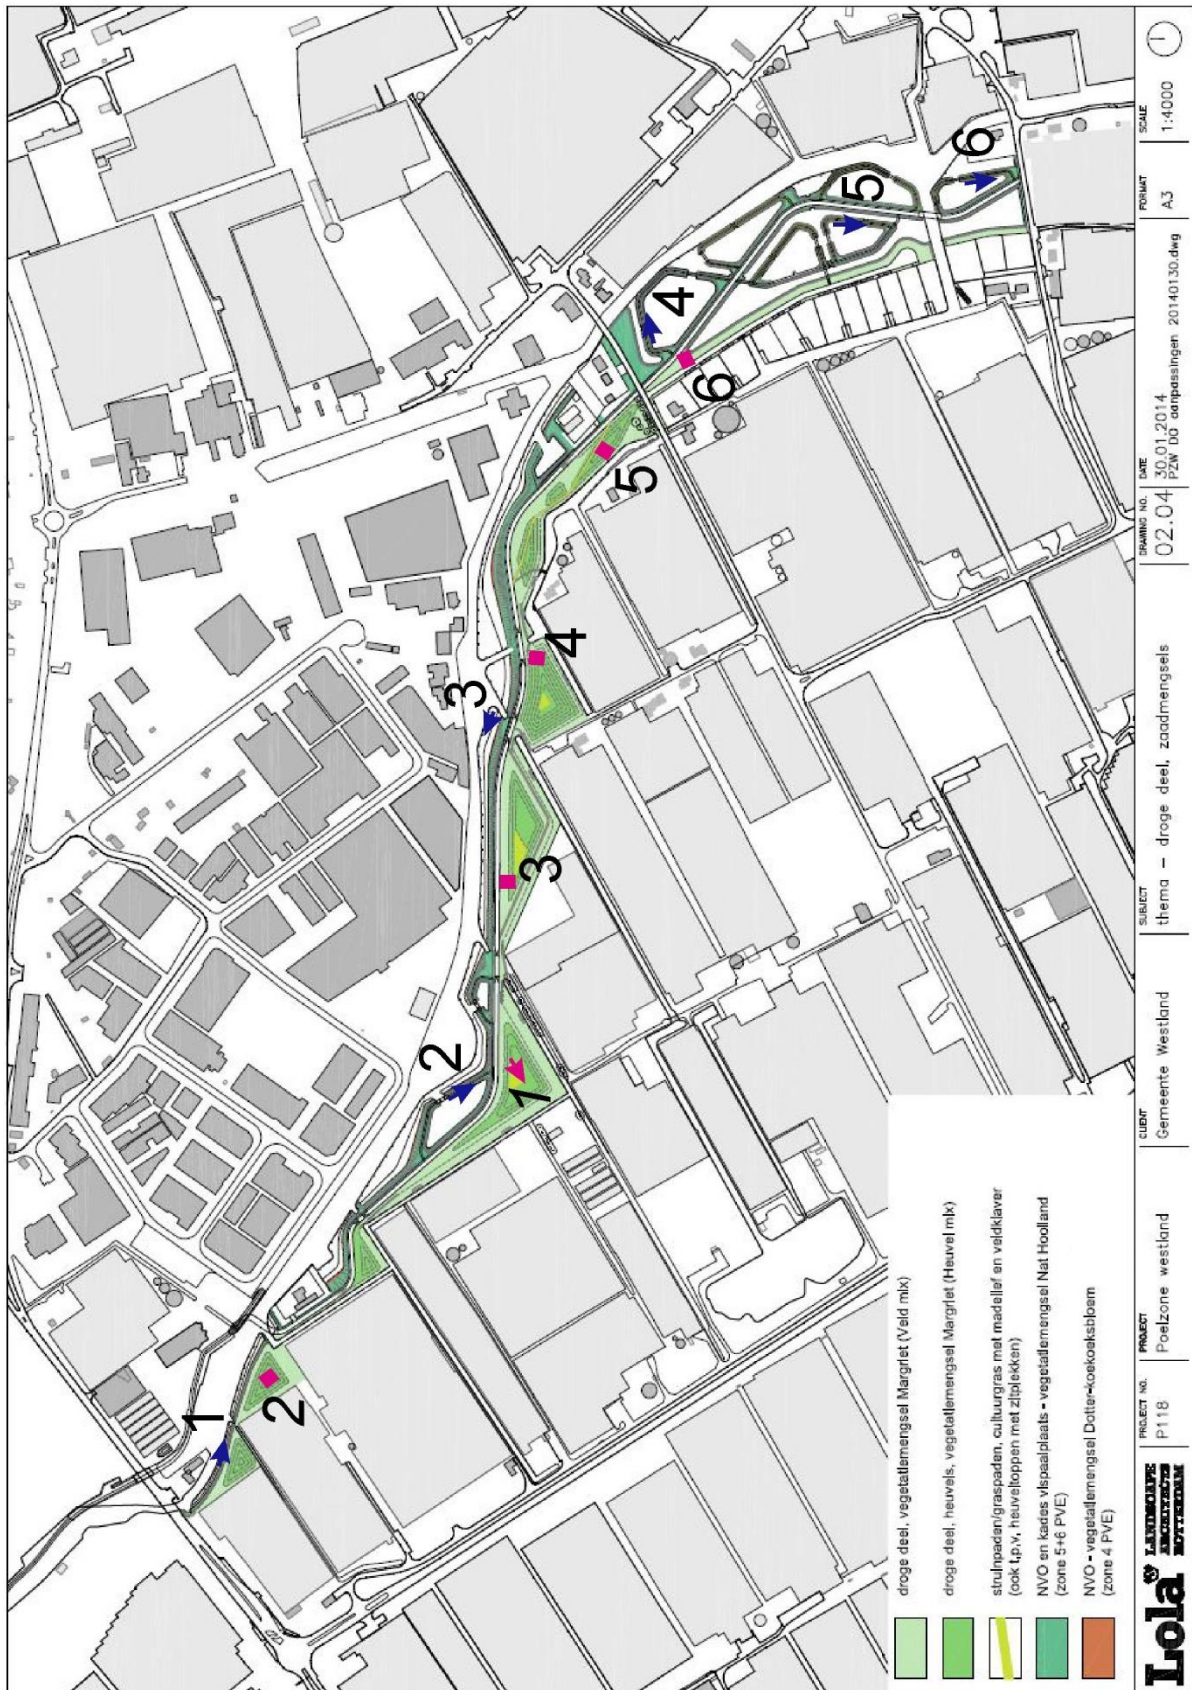 1
2
3
4
5
6
1
2
3
4
5
6
droge deel, vegetatiemengsel Margriet (Veld mix)
droge deel, heuvels, vegetatiemengsel Margriet (Heuvel mix)
struinpaden/graspaden, cultuurgras met madelief en veldklaver
(ook t.p.v. heuveltoppen met zitplekken)
NVO en kades vispaaiplaats - vegetatiemengsel Nat Hoolland
(zone 5+6 PVE)
NVO - vegetatiemengsel Dotter-koekoeksbloem
(zone 4 PVE)
Lola LANDSCAPE
ARCHITECTS
ROTTERDAM
PROJECT NO.
P118
PROJECT
Poelzone westland
CLIENT
Gemeente Westland
SUBJECT
thema - droge deel, zaadmengsels
DRAWING NO.
02.04
DATE
30.01.2014
PZW DO aanpassingen 20140130.dwg
FORMAT
A3
SCALE
1:4000